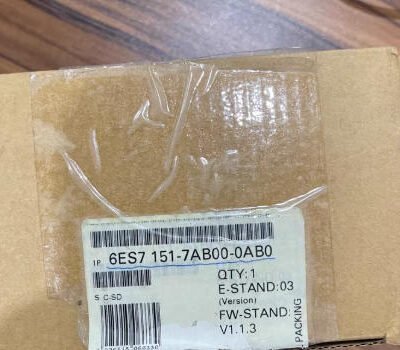 1P 6ES7 151-7AB00-0AB0
QTY:1
S C-SD
E-STAND:03
(Version)
FW-STAND:
V1.1.3
PACKING